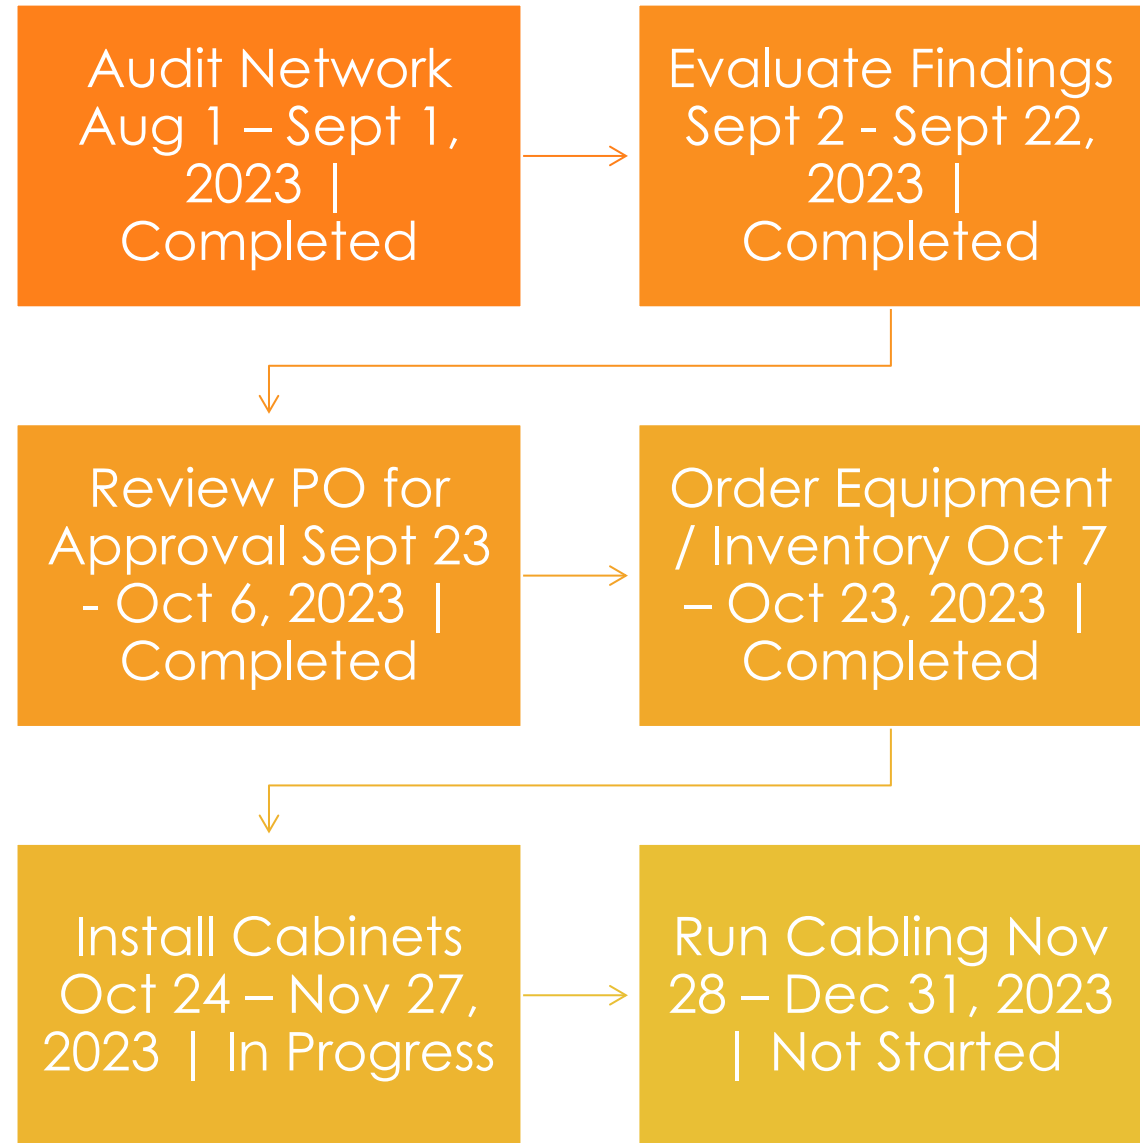 Audit Network
Aug 1 – Sept 1,
2023 |
Completed
Evaluate Findings
Sept 2 - Sept 22,
2023 |
Completed
Review PO for
Approval Sept 23
- Oct 6, 2023 |
Completed
Order Equipment
/ Inventory Oct 7
– Oct 23, 2023 |
Completed
Install Cabinets
Oct 24 – Nov 27,
2023 | In Progress
Run Cabling Nov
28 – Dec 31, 2023
| Not Started